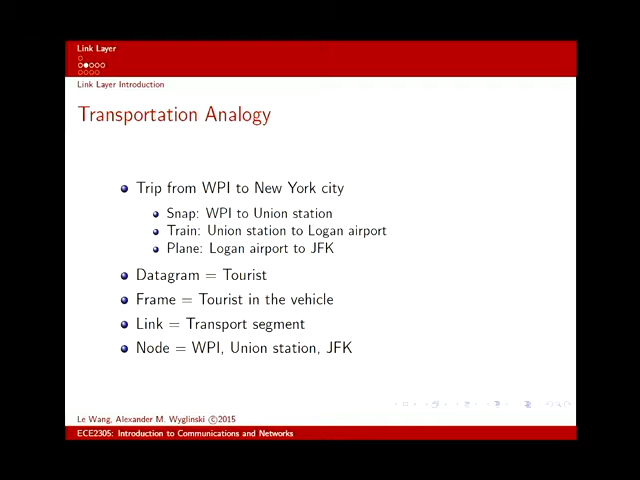 Link Layer
Link Layer Introduction
Transportation Analogy
Trip from WPI to New York city
Snap: WPI to Union station
Train: Union station to Logan airport
Plane: Logan airport to JFK
Datagram = Tourist
Frame = Tourist in the vehicle
Link = Transport segment
Node = WPI, Union station, JFK
Le Wang, Alexander M. Wyglinski ©2015
ECE2305: Introduction to Communications and Networks